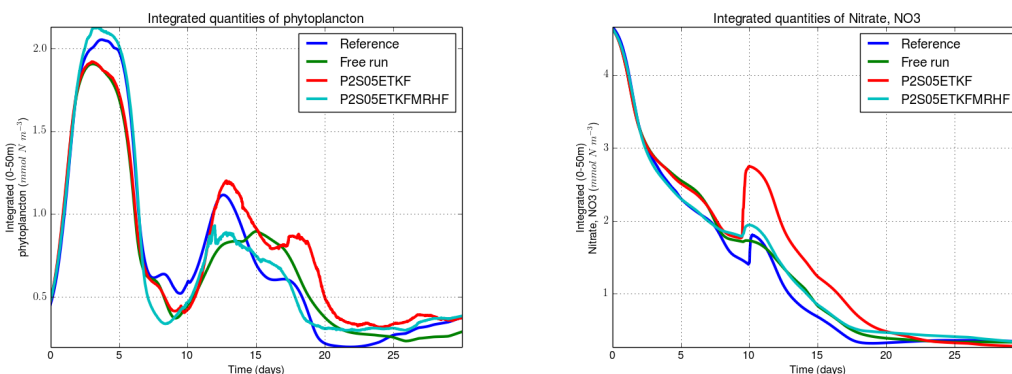 Integrated quantities of phytoplancton
Integrated (0-50m)
phytoplancton (mmol N m⁻³)
2.0
1.5
1.0
0.5
Reference
Free run
P2S05ETKF
P2S05ETKFMRHF
0 5 10 15 20 25
Time (days)
Integrated quantities of Nitrate, NO3
Integrated (0-50m)
Nitrate, NO3 (mmol N m⁻³)
4
3
2
1
Reference
Free run
P2S05ETKF
P2S05ETKFMRHF
0 5 10 15 20 25
Time (days)